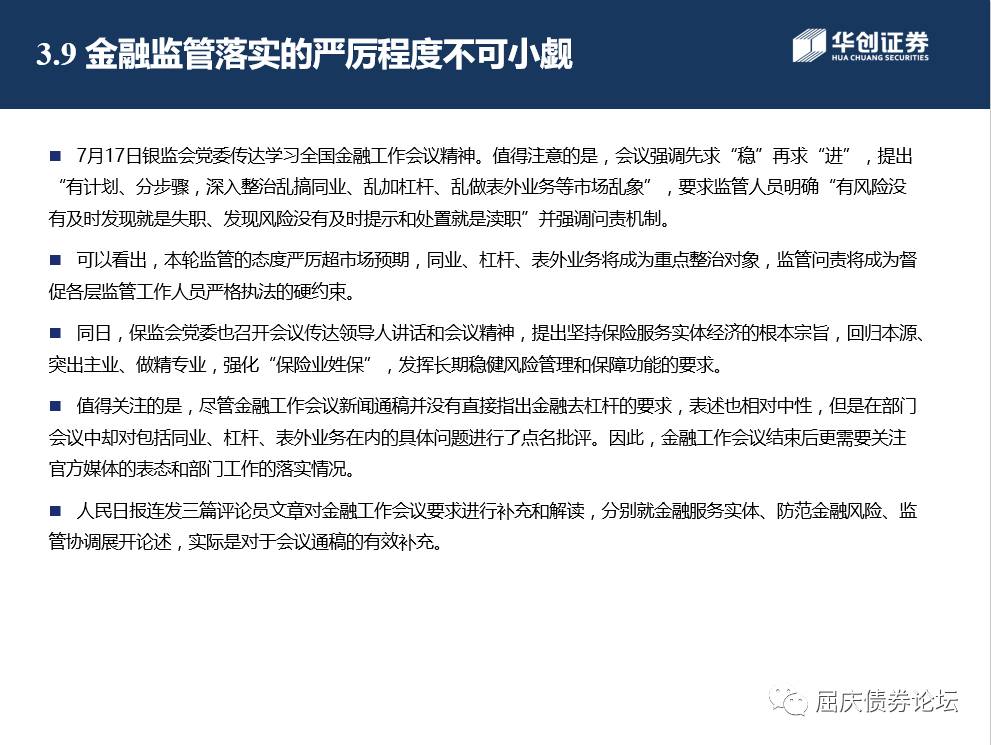 3.9 金融监管落实的严厉程度不可小觑
华创证券
HUA CHUANG SECURITIES
■ 7月17日银监会党委传达学习全国金融工作会议精神。值得注意的是，会议强调先求“稳”再求“进”，提出
“有计划、分步骤，深入整治乱搞同业、乱加杠杆、乱做表外业务等市场乱象”，要求监管人员明确“有风险没
有及时发现就是失职、发现风险没有及时提示和处置就是渎职”并强调问责机制。
■ 可以看出，本轮监管的态度严厉超市场预期，同业、杠杆、表外业务将成为重点整治对象，监管问责将成为督
促各层监管工作人员严格执法的硬约束。
■ 同日，保监会党委也召开会议传达领导人讲话和会议精神，提出坚持保险服务实体经济的根本宗旨，回归本源、
突出主业、做精专业，强化“保险业姓保”，发挥长期稳健风险管理和保障功能的要求。
■ 值得关注的是，尽管金融工作会议新闻通稿并没有直接指出金融去杠杆的要求，表述也相对中性，但是在部门
会议中却对包括同业、杠杆、表外业务在内的具体问题进行了点名批评。因此，金融工作会议结束后更需要关注
官方媒体的表态和部门工作的落实情况。
■ 人民日报连发三篇评论员文章对金融工作会议要求进行补充和解读，分别就金融服务实体、防范金融风险、监
管协调展开论述，实际是对于会议通稿的有效补充。
屈庆债券论坛